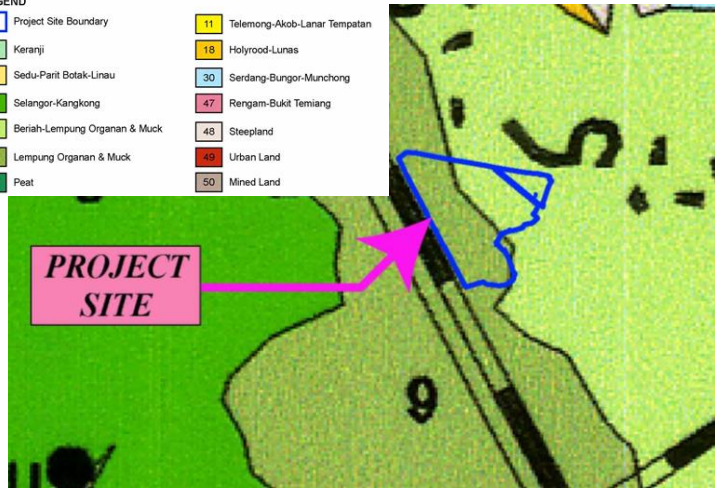 Project Site Boundary
Keranji
Sedu-Parit Botak-Linau
Selangor-Kangkong
Beriah-Lempung Organan & Muck
Lempung Organan & Muck
Peat
11 Telemong-Akob-Lanar Tempatan
18 Holyrood-Lunas
30 Serdang-Bungor-Munchong
47 Rengam-Bukit Temiang
48 Steepland
49 Urban Land
50 Mined Land
PROJECT
SITE
9